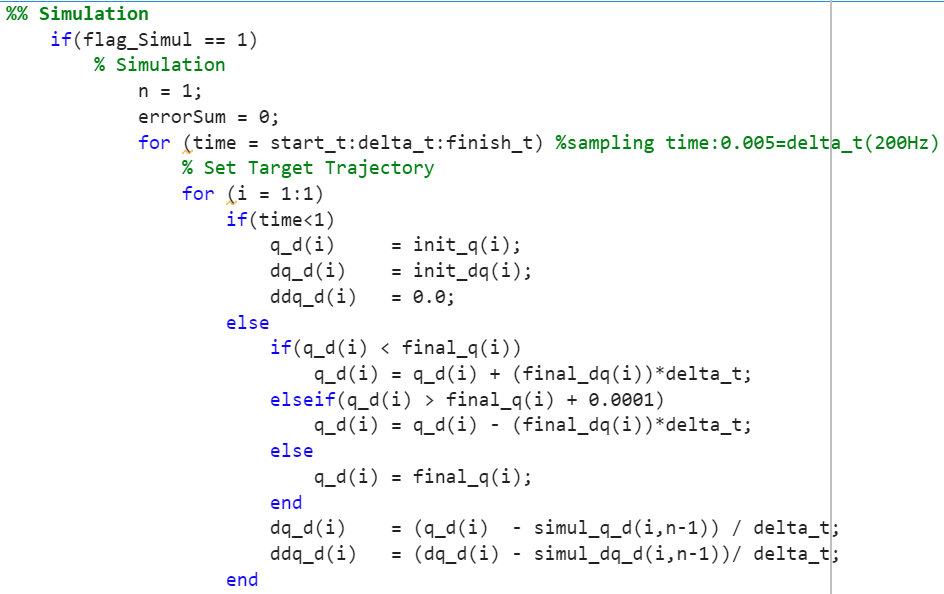 %% Simulation
if(flag_Simul == 1)
% Simulation
n = 1;
errorSum = 0;
for (time = start_t:delta_t:finish_t) %sampling time:0.005=delta_t(200Hz)
% Set Target Trajectory
for (i = 1:1)
if(time<1)
q_d(i)     = init_q(i);
dq_d(i)    = init_dq(i);
ddq_d(i)   = 0.0;
else
if(q_d(i) < final_q(i))
q_d(i) = q_d(i) + (final_dq(i))*delta_t;
elseif(q_d(i) > final_q(i) + 0.0001)
q_d(i) = q_d(i) - (final_dq(i))*delta_t;
else
q_d(i) = final_q(i);
end
dq_d(i)    = (q_d(i)  - simul_q_d(i,n-1)) / delta_t;
ddq_d(i)   = (dq_d(i) - simul_dq_d(i,n-1))/ delta_t;
end